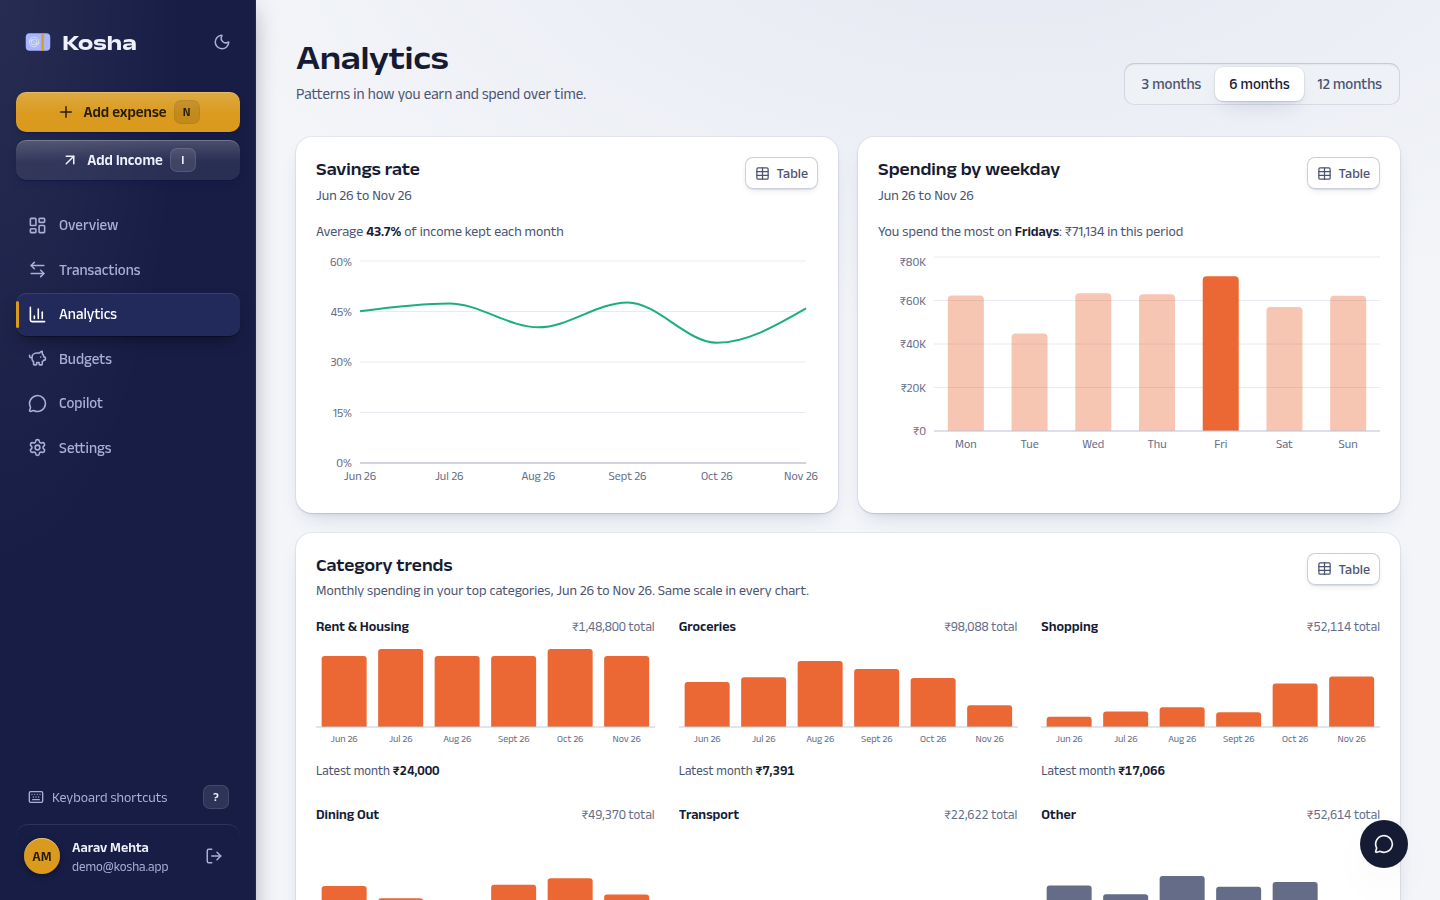 Kosha
Add expense N
Add Income I
Overview
Transactions
Analytics
Budgets
Copilot
Settings
Keyboard shortcuts ?
AM
Aarav Mehta
demo@kosha.app
Analytics
Patterns in how you earn and spend over time.
3 months 6 months 12 months
Savings rate
Table
Jun 26 to Nov 26
Average 43.7% of income kept each month
60%
45%
30%
15%
0%
Jun 26 Jul 26 Aug 26 Sept 26 Oct 26 Nov 26
Spending by weekday
Table
Jun 26 to Nov 26
You spend the most on Fridays: ₹71,134 in this period
₹80K
₹60K
₹40K
₹20K
₹0
Mon Tue Wed Thu Fri Sat Sun
Category trends
Table
Monthly spending in your top categories, Jun 26 to Nov 26. Same scale in every chart.
Rent & Housing ₹1,48,800 total
Jun 26 Jul 26 Aug 26 Sept 26 Oct 26 Nov 26
Latest month ₹24,000
Groceries ₹98,088 total
Jun 26 Jul 26 Aug 26 Sept 26 Oct 26 Nov 26
Latest month ₹7,391
Shopping ₹52,114 total
Jun 26 Jul 26 Aug 26 Sept 26 Oct 26 Nov 26
Latest month ₹17,066
Dining Out ₹49,370 total
Transport ₹22,622 total
Other ₹52,614 total